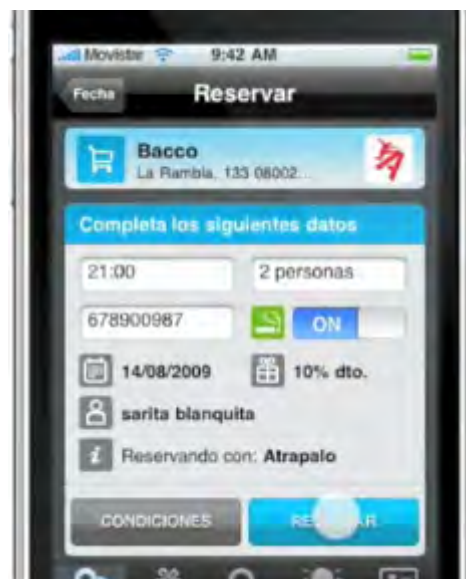 Movistar 9:42 AM
Fecha Reservar
Bacco
La Rambla, 133 08002...
Completa los siguientes datos
21:00 2 personas
678900987 ON
14/08/2009 10% dto.
sarita blanquita
i Reservando con: Atrapalo
CONDICIONES